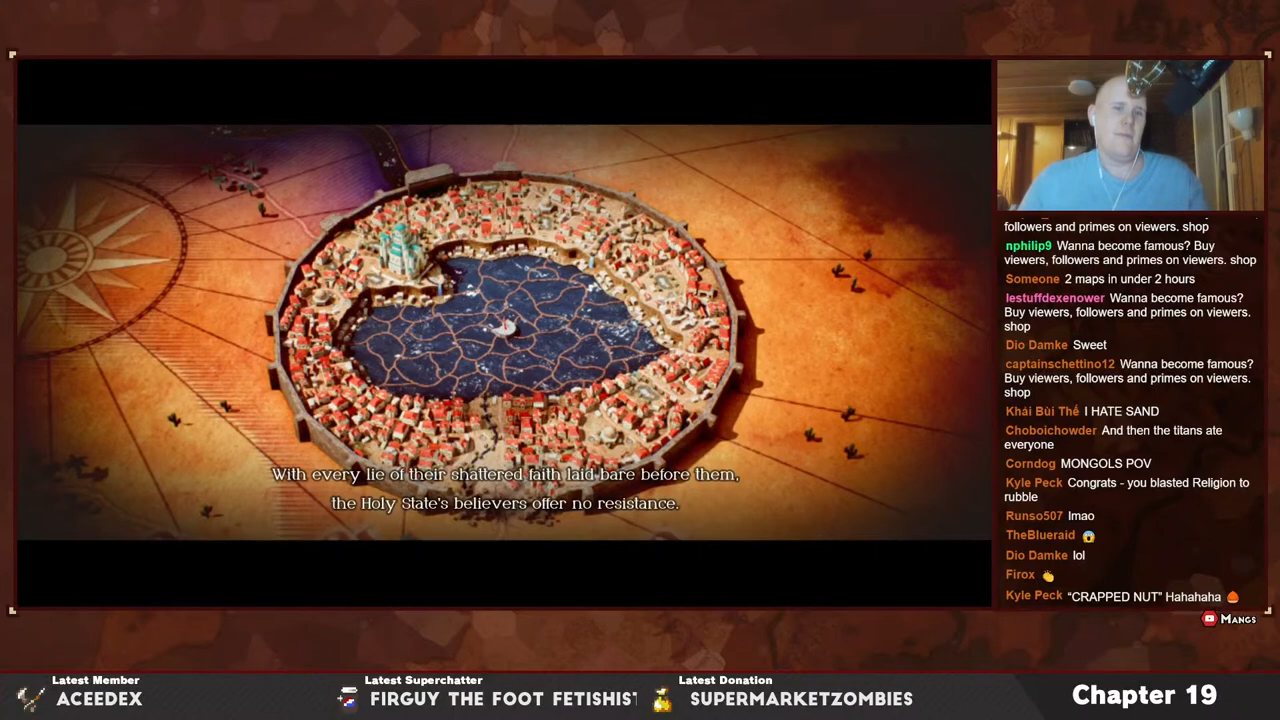 With every lie of their shattered faith laid bare before them,
the Holy State's believers offer no resistance.
followers and primes on viewers. shop
nphilip9 Wanna become famous? Buy
viewers, followers and primes on viewers. shop
Someone 2 maps in under 2 hours
lestuffdexenower Wanna become famous?
Buy viewers, followers and primes on viewers.
shop
Dio Damke Sweet
captainschettino12 Wanna become famous?
Buy viewers, followers and primes on viewers.
shop
Khái Bùi Thế I HATE SAND
Choboichowder And then the titans ate
everyone
Corndog MONGOLS POV
Kyle Peck Congrats - you blasted Religion to
rubble
Runso507 lmao
TheBlueraid 😱
Dio Damke lol
Firox 👏
Kyle Peck “CRAPPED NUT” Hahahaha 🌰
MANGS
Latest Member
ACEEDEX
Latest Superchatter
FIRGUY THE FOOT FETISHIST
Latest Donation
SUPERMARKETZOMBIES
Chapter 19